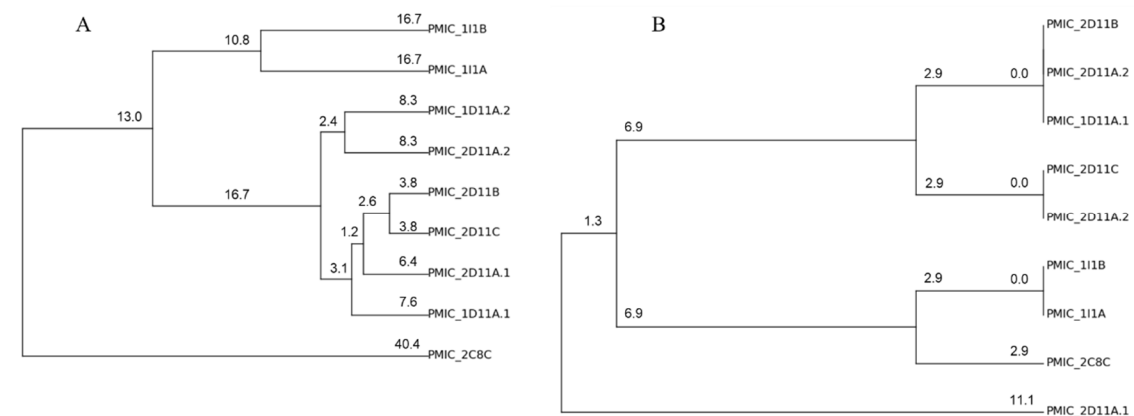 A
16.7
PMIC_1I1B
10.8
16.7
PMIC_1I1A
13.0
8.3
PMIC_1D11A.2
2.4
8.3
PMIC_2D11A.2
16.7
3.8
PMIC_2D11B
2.6
3.8
PMIC_2D11C
1.2
6.4
PMIC_2D11A.1
3.1
7.6
PMIC_1D11A.1
40.4
PMIC_2C8C
B
PMIC_2D11B
2.9
0.0
PMIC_2D11A.2
PMIC_1D11A.1
6.9
PMIC_2D11C
2.9
0.0
PMIC_2D11A.2
1.3
PMIC_1I1B
2.9
0.0
PMIC_1I1A
6.9
2.9
PMIC_2C8C
11.1
PMIC_2D11A.1